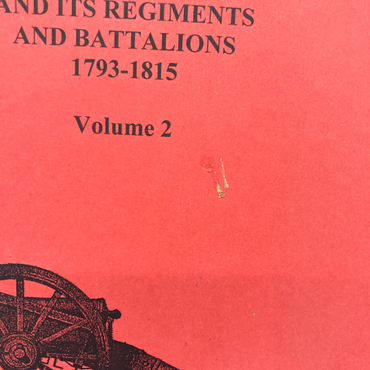 AND ITS REGIMENTS
AND BATTALIONS
1793-1815
Volume 2